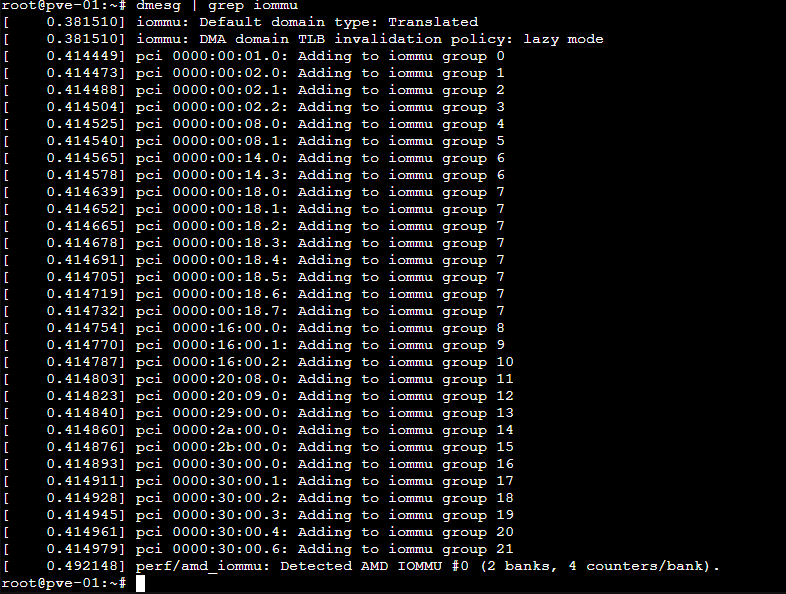 root@pve-01:~# dmesg | grep iommu
[    0.381510] iommu: Default domain type: Translated
[    0.381510] iommu: DMA domain TLB invalidation policy: lazy mode
[    0.414449] pci 0000:00:01.0: Adding to iommu group 0
[    0.414473] pci 0000:00:02.0: Adding to iommu group 1
[    0.414488] pci 0000:00:02.1: Adding to iommu group 2
[    0.414504] pci 0000:00:02.2: Adding to iommu group 3
[    0.414525] pci 0000:00:08.0: Adding to iommu group 4
[    0.414540] pci 0000:00:08.1: Adding to iommu group 5
[    0.414565] pci 0000:00:14.0: Adding to iommu group 6
[    0.414578] pci 0000:00:14.3: Adding to iommu group 6
[    0.414639] pci 0000:00:18.0: Adding to iommu group 7
[    0.414652] pci 0000:00:18.1: Adding to iommu group 7
[    0.414665] pci 0000:00:18.2: Adding to iommu group 7
[    0.414678] pci 0000:00:18.3: Adding to iommu group 7
[    0.414691] pci 0000:00:18.4: Adding to iommu group 7
[    0.414705] pci 0000:00:18.5: Adding to iommu group 7
[    0.414719] pci 0000:00:18.6: Adding to iommu group 7
[    0.414732] pci 0000:00:18.7: Adding to iommu group 7
[    0.414754] pci 0000:16:00.0: Adding to iommu group 8
[    0.414770] pci 0000:16:00.1: Adding to iommu group 9
[    0.414787] pci 0000:16:00.2: Adding to iommu group 10
[    0.414803] pci 0000:20:08.0: Adding to iommu group 11
[    0.414823] pci 0000:20:09.0: Adding to iommu group 12
[    0.414840] pci 0000:29:00.0: Adding to iommu group 13
[    0.414860] pci 0000:2a:00.0: Adding to iommu group 14
[    0.414876] pci 0000:2b:00.0: Adding to iommu group 15
[    0.414893] pci 0000:30:00.0: Adding to iommu group 16
[    0.414911] pci 0000:30:00.1: Adding to iommu group 17
[    0.414928] pci 0000:30:00.2: Adding to iommu group 18
[    0.414945] pci 0000:30:00.3: Adding to iommu group 19
[    0.414961] pci 0000:30:00.4: Adding to iommu group 20
[    0.414979] pci 0000:30:00.6: Adding to iommu group 21
[    0.492148] perf/amd_iommu: Detected AMD IOMMU #0 (2 banks, 4 counters/bank).
root@pve-01:~#